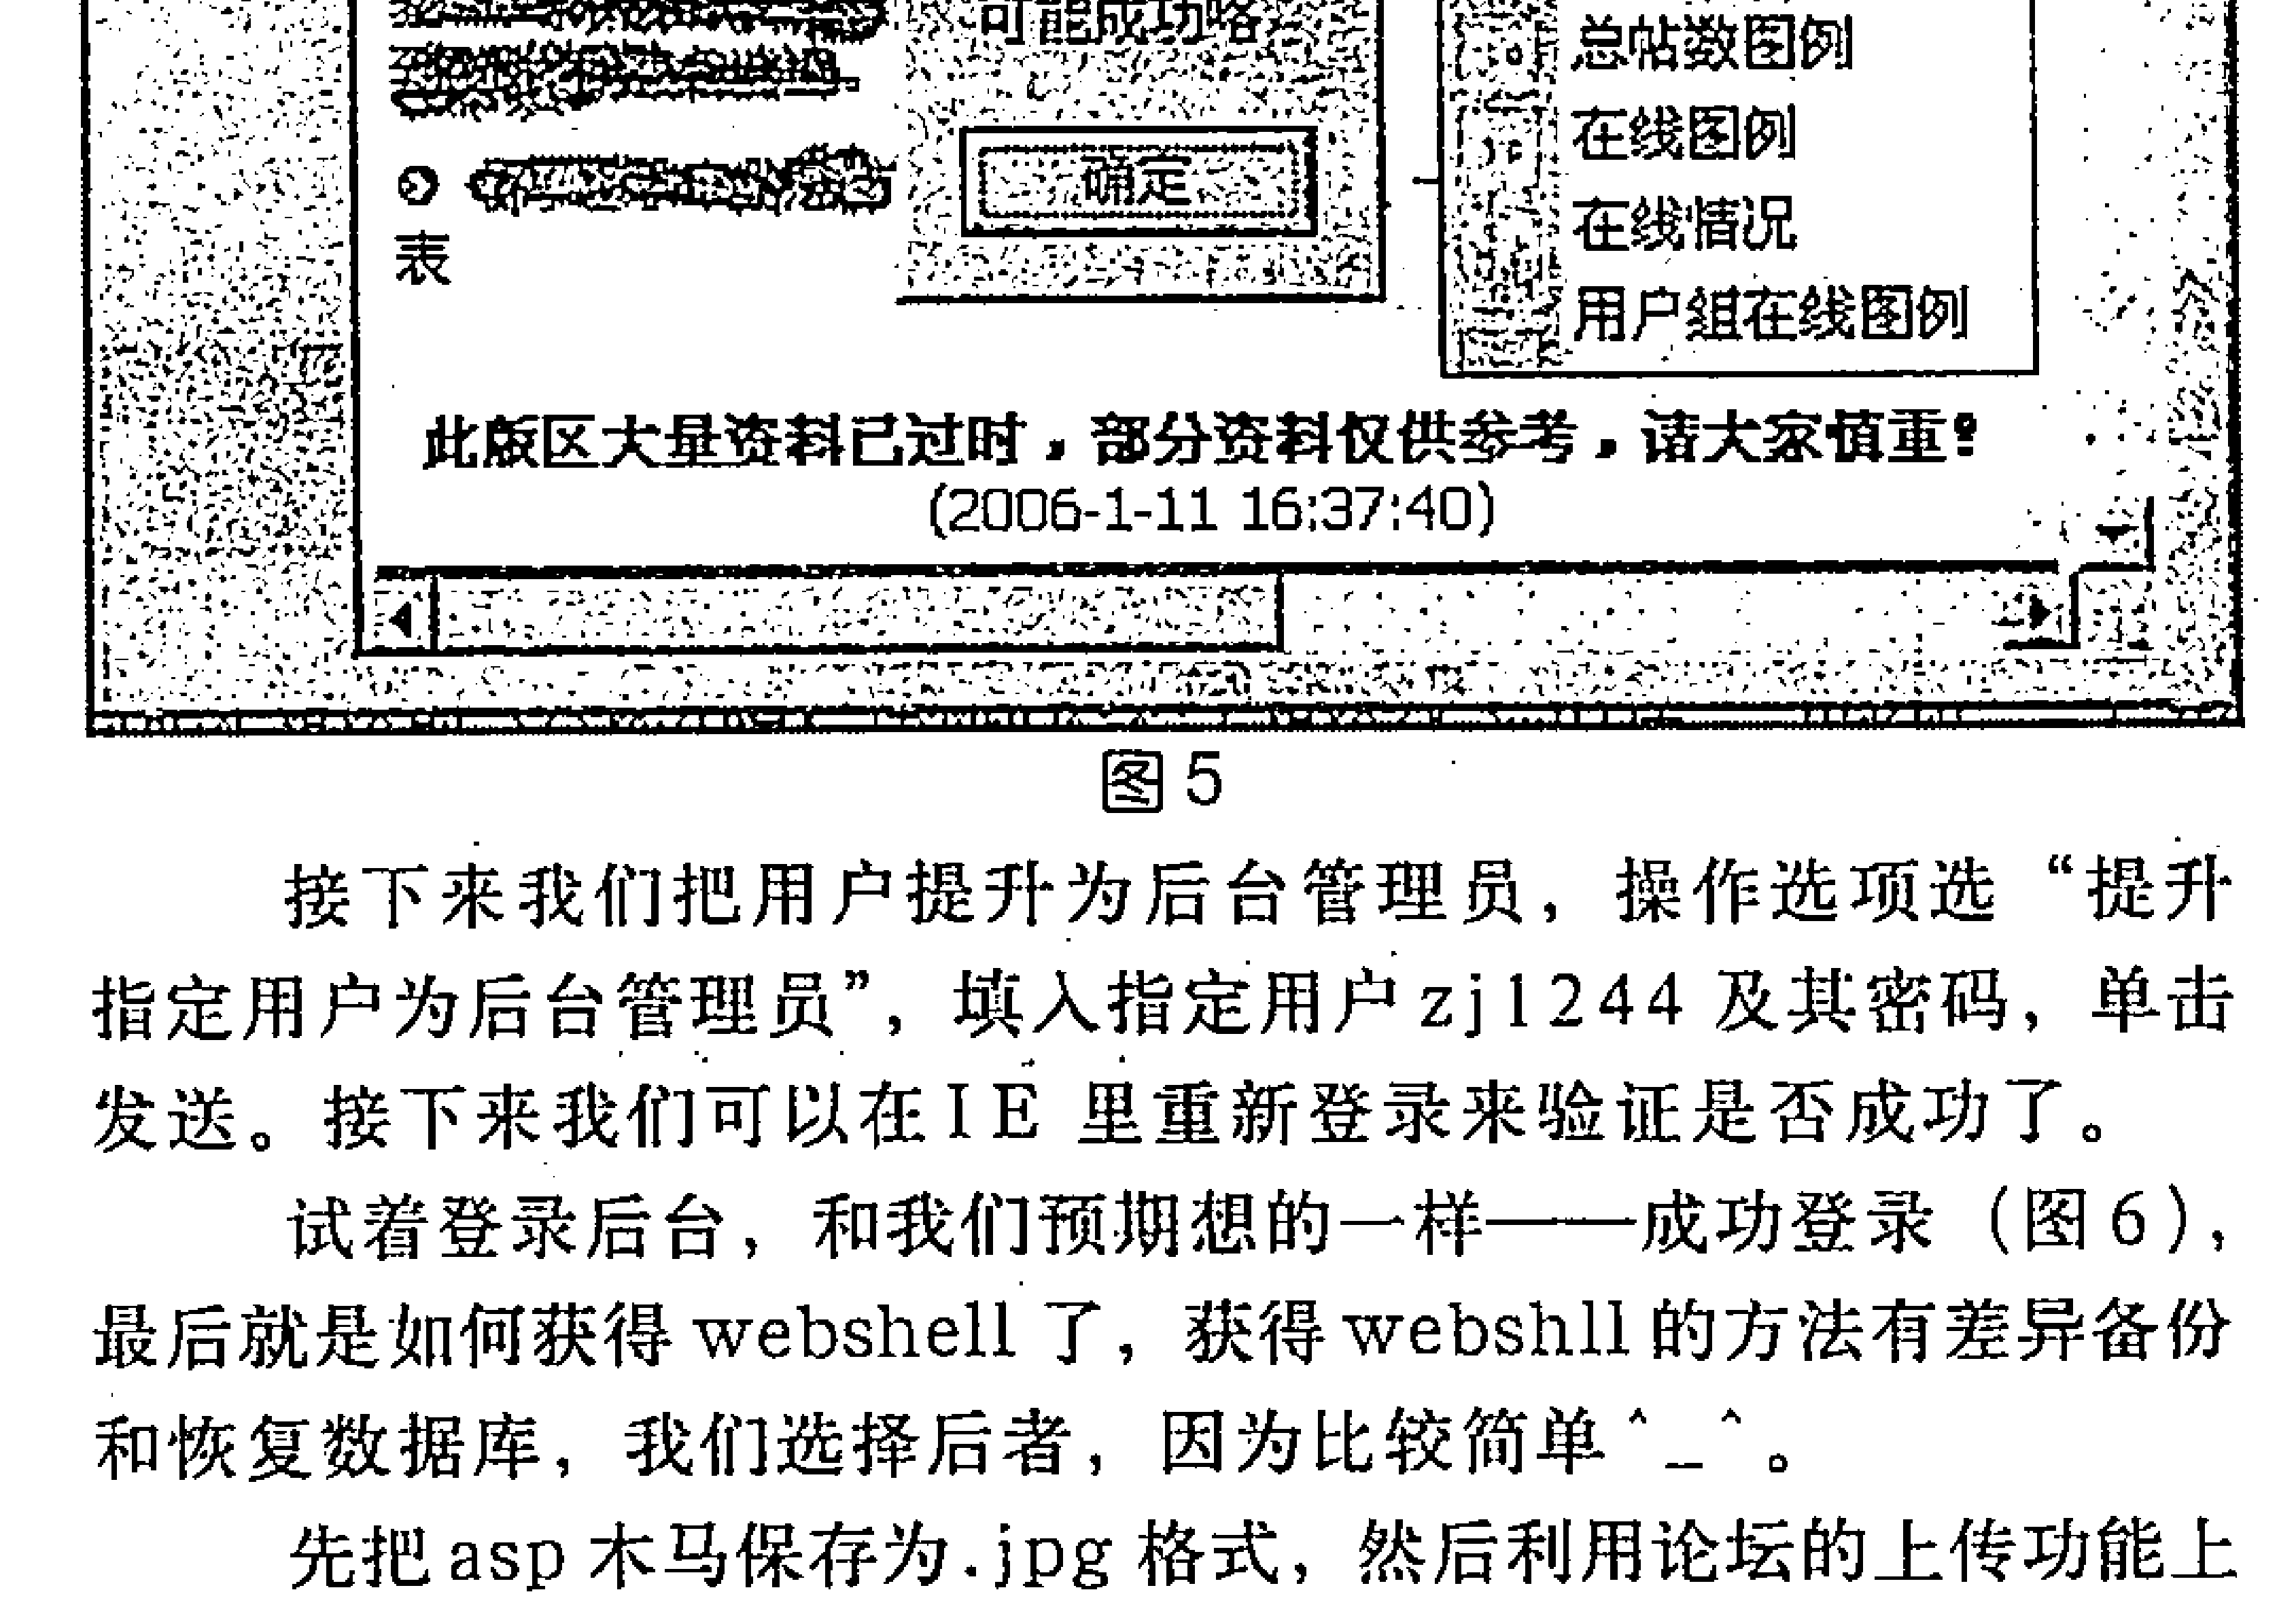 可能成功咯
总帖数图例
在线图例
确定
在线情况
表
用户组在线图例
此版区大量资料已过时，部分资料仅供参考，请大家慎重！
(2006-1-11 16:37:40)
图5
接下来我们把用户提升为后台管理员，操作选项选“提升
指定用户为后台管理员”，填入指定用户zj1244及其密码，单击
发送。接下来我们可以在IE 里重新登录来验证是否成功了。
试着登录后台，和我们预期想的一样——成功登录（图6），
最后就是如何获得webshell了，获得webshll的方法有差异备份
和恢复数据库，我们选择后者，因为比较简单^_^。
先把asp木马保存为.jpg格式，然后利用论坛的上传功能上